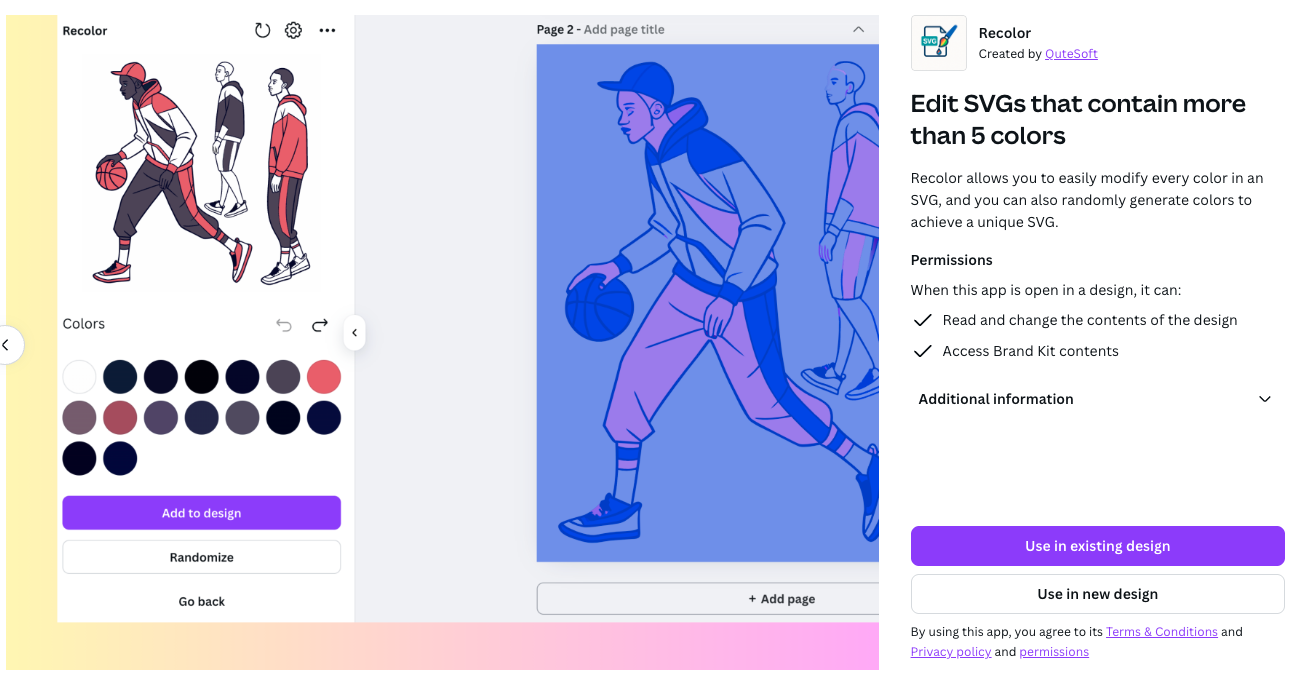 Recolor
Colors
Add to design
Randomize
Go back
Page 2 - Add page title
+ Add page
SVG
Recolor
Created by QuteSoft
Edit SVGs that contain more
than 5 colors
Recolor allows you to easily modify every color in an
SVG, and you can also randomly generate colors to
achieve a unique SVG.
Permissions
When this app is open in a design, it can:
Read and change the contents of the design
Access Brand Kit contents
Additional information
Use in existing design
Use in new design
By using this app, you agree to its Terms & Conditions and
Privacy policy and permissions